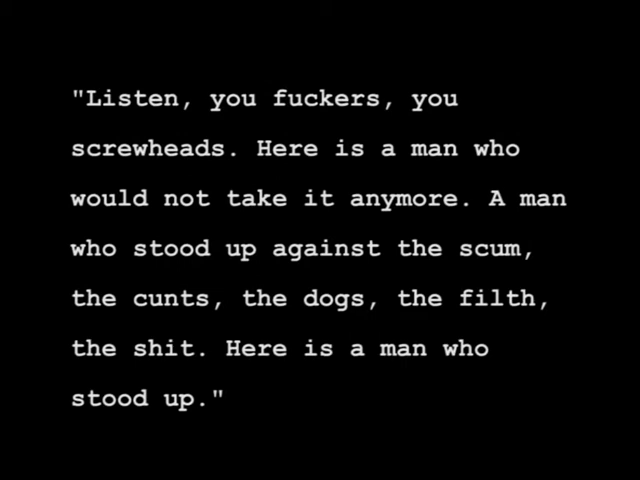 "Listen, you fuckers, you
screwheads. Here is a man who
would not take it anymore. A man
who stood up against the scum,
the cunts, the dogs, the filth,
the shit. Here is a man who
stood up."